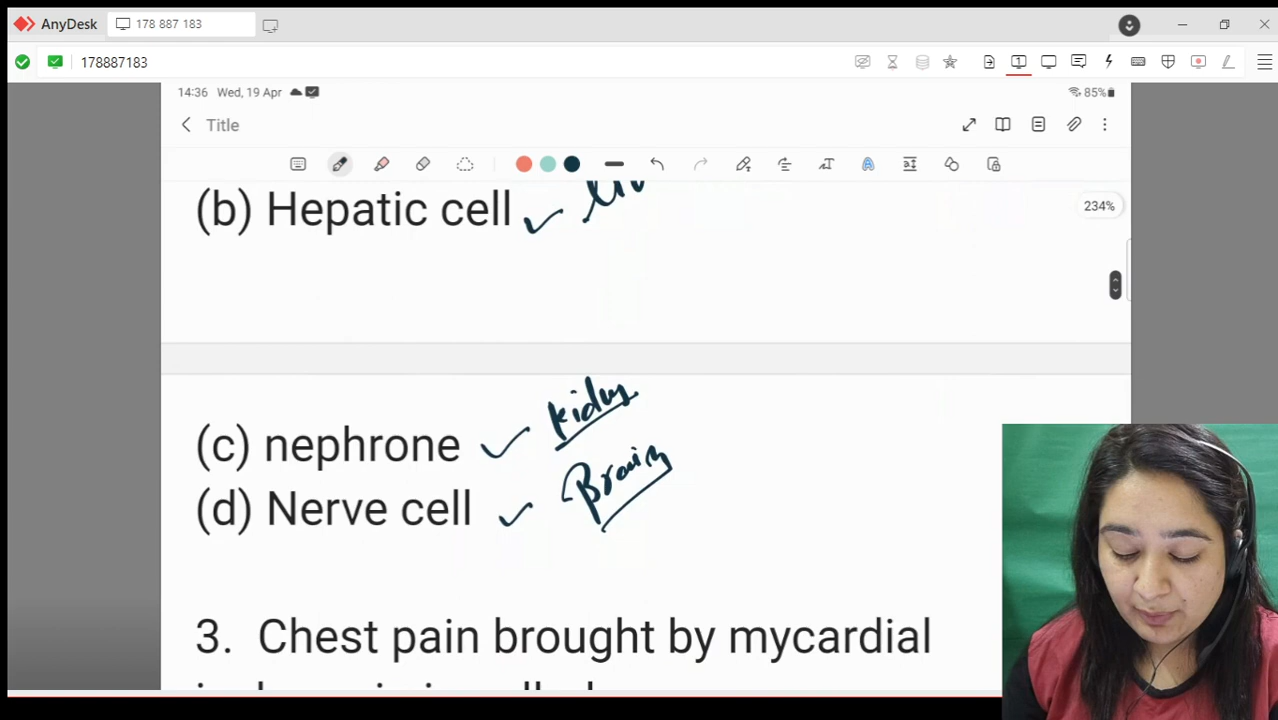 AnyDesk 178 887 183
178887183
14:36 Wed, 19 Apr 85%
Title
(b) Hepatic cell
234%
Kidney
(c) nephrone
Brain
(d) Nerve cell
3. Chest pain brought by mycardial